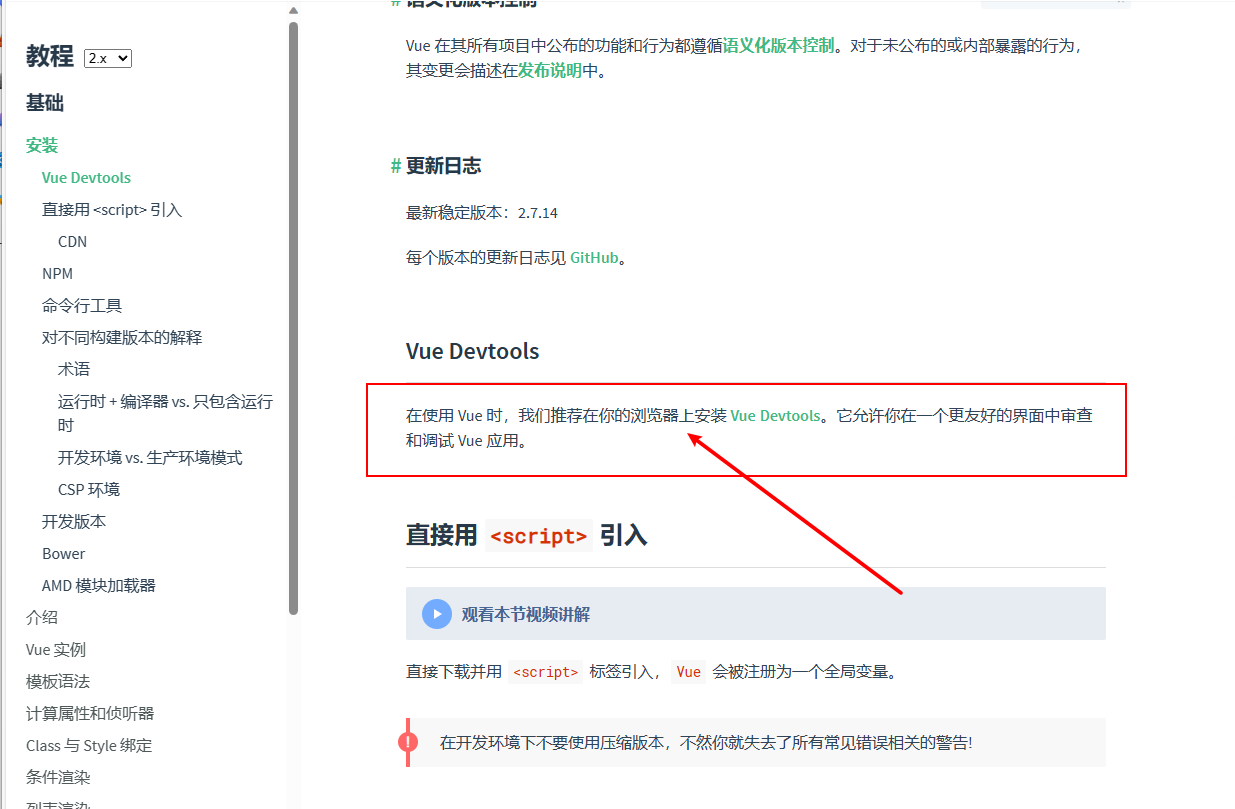 教程 2.x
基础
安装
Vue Devtools
直接用 <script> 引入
CDN
NPM
命令行工具
对不同构建版本的解释
术语
运行时 + 编译器 vs. 只包含运行
时
开发环境 vs. 生产环境模式
CSP 环境
开发版本
Bower
AMD 模块加载器
介绍
Vue 实例
模板语法
计算属性和侦听器
Class 与 Style 绑定
条件渲染
列表渲染
# 语义化版本控制
Vue 在其所有项目中公布的功能和行为都遵循语义化版本控制。对于未公布的或内部暴露的行为，
其变更会描述在发布说明中。
# 更新日志
最新稳定版本：2.7.14
每个版本的更新日志见 GitHub。
Vue Devtools
在使用 Vue 时，我们推荐在你的浏览器上安装 Vue Devtools。它允许你在一个更友好的界面中审查
和调试 Vue 应用。
直接用 <script> 引入
观看本节视频讲解
直接下载并用 <script> 标签引入， Vue 会被注册为一个全局变量。
! 在开发环境下不要使用压缩版本，不然你就失去了所有常见错误相关的警告!